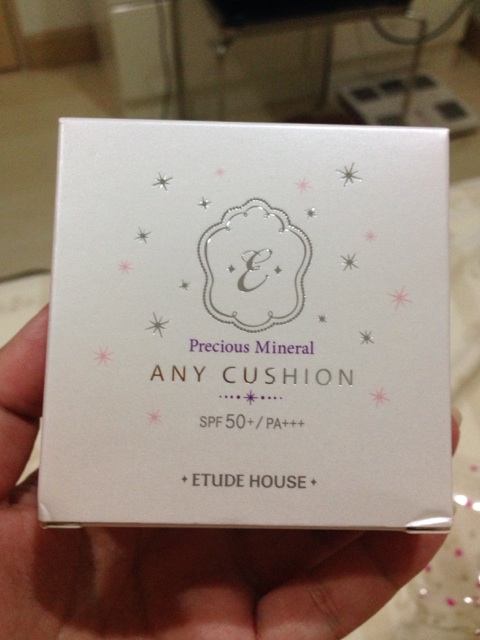 E
Precious Mineral
ANY CUSHION
SPF 50+/PA+++
ETUDE HOUSE